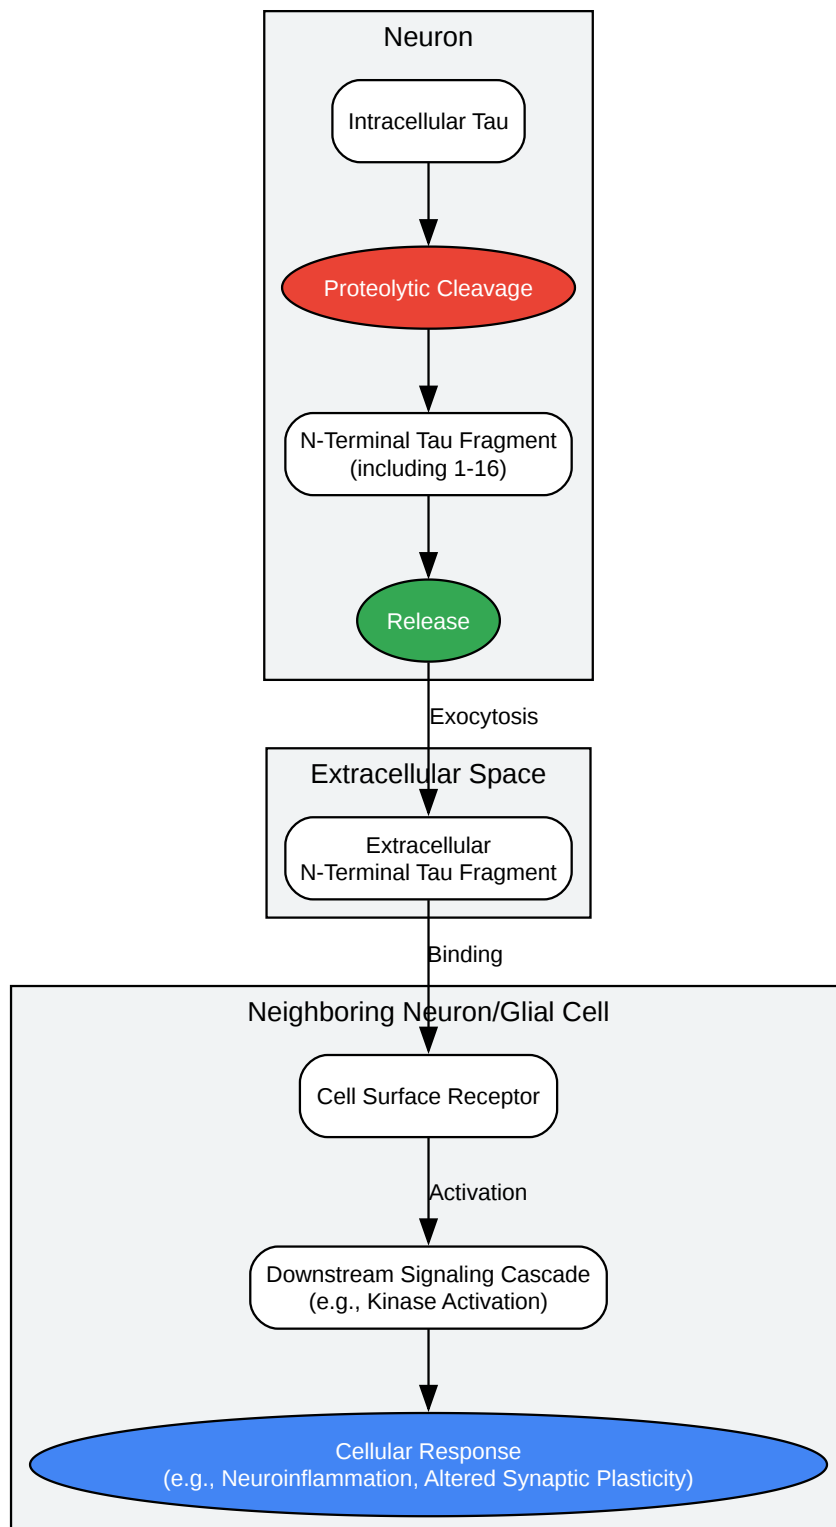 Neuron
Intracellular Tau
Proteolytic Cleavage
N-Terminal Tau Fragment
(including 1-16)
Release
Exocytosis
Extracellular Space
Extracellular
N-Terminal Tau Fragment
Binding
Neighboring Neuron/Glial Cell
Cell Surface Receptor
Activation
Downstream Signaling Cascade
(e.g., Kinase Activation)
Cellular Response
(e.g., Neuroinflammation, Altered Synaptic Plasticity)